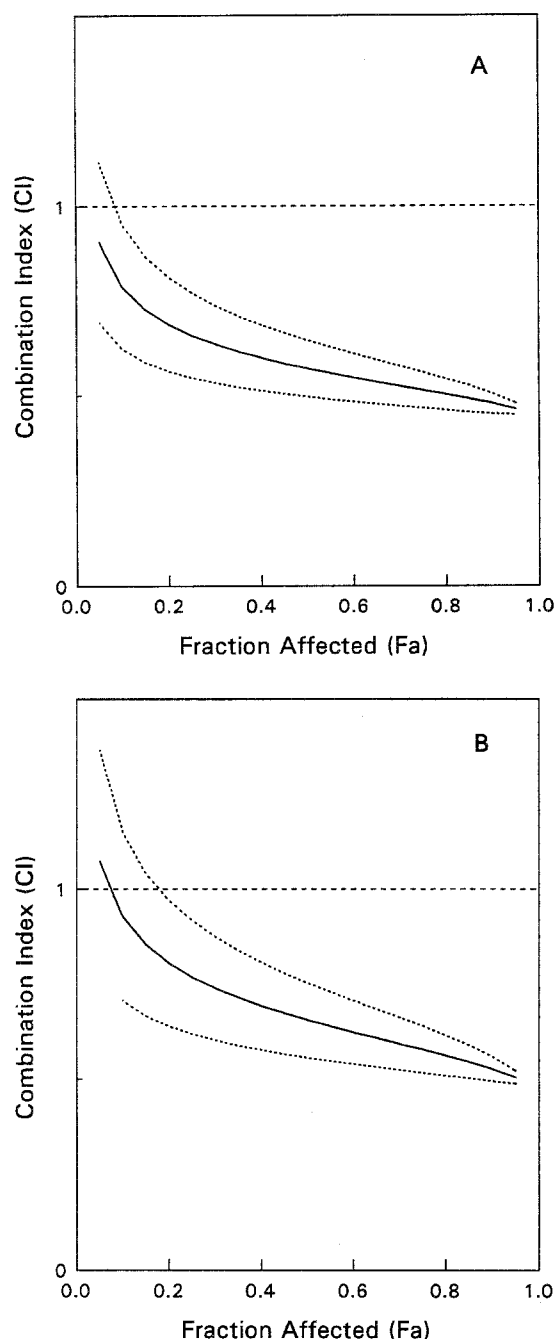 A
Combination Index (CI)
1
0
0.0 0.2 0.4 0.6 0.8 1.0
Fraction Affected (Fa)
B
Combination Index (CI)
1
0
0.0 0.2 0.4 0.6 0.8 1.0
Fraction Affected (Fa)